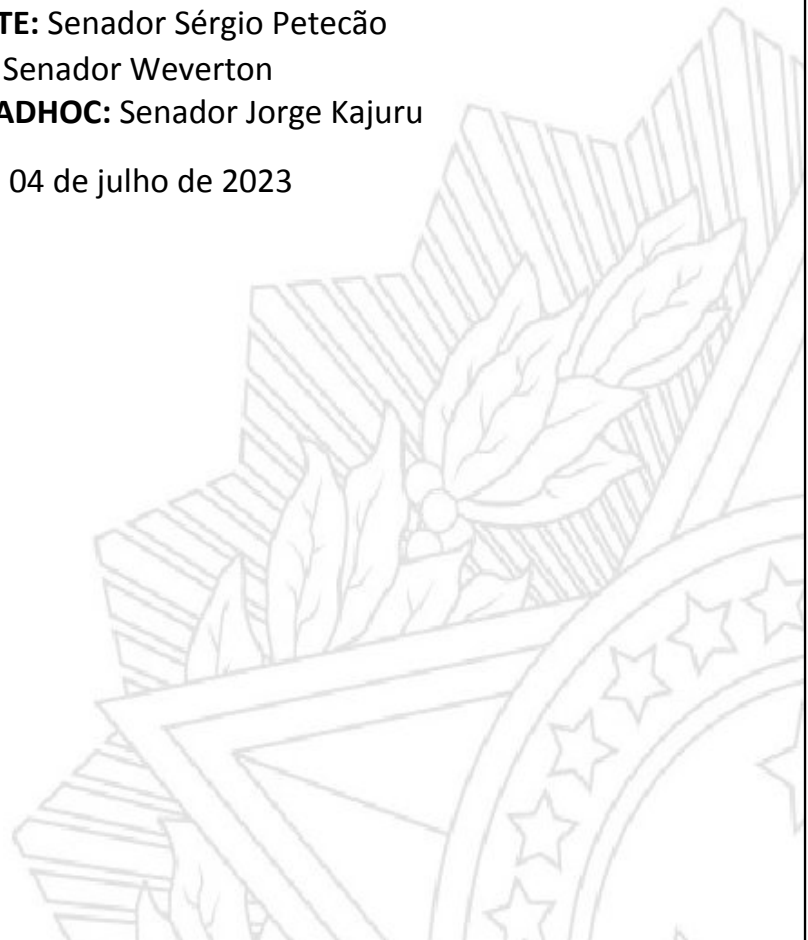 TE: Senador Sérgio Petecão
Senador Weverton
ADHOC: Senador Jorge Kajuru
04 de julho de 2023